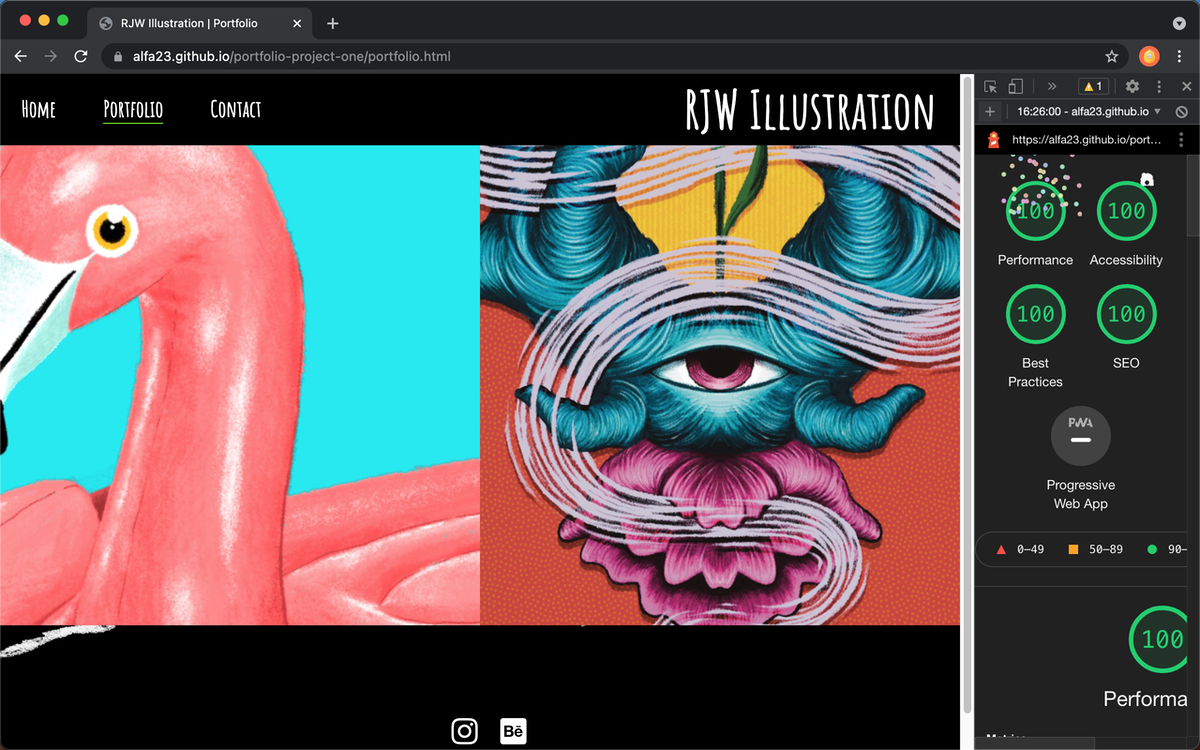 RJW Illustration | Portfolio
alfa23.github.io/portfolio-project-one/portfolio.html
Home Portfolio Contact RJW Illustration
1
16:26:00 - alfa23.github.io
https://alfa23.github.io/port...
100 100
Performance Accessibility
100 100
Best
Practices
SEO
PWA
Progressive
Web App
0–49 50–89 90–
100
Performa
Metrics
Bē